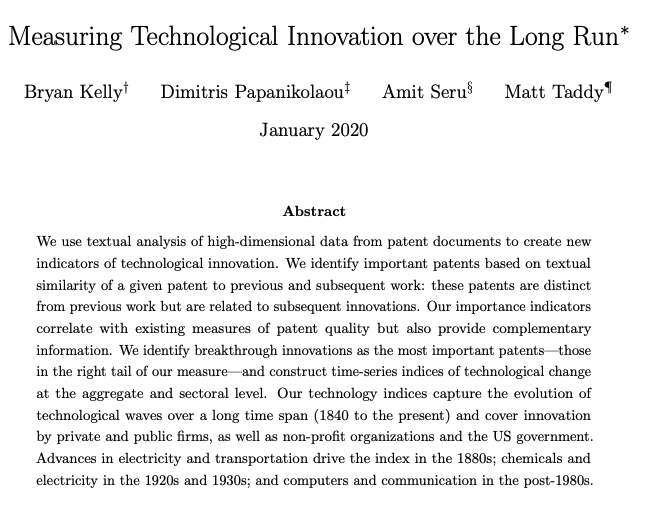 Measuring Technological Innovation over the Long Run*
Bryan Kelly† Dimitris Papanikolaou‡ Amit Seru§ Matt Taddy¶
January 2020
Abstract
We use textual analysis of high-dimensional data from patent documents to create new
indicators of technological innovation. We identify important patents based on textual
similarity of a given patent to previous and subsequent work: these patents are distinct
from previous work but are related to subsequent innovations. Our importance indicators
correlate with existing measures of patent quality but also provide complementary
information. We identify breakthrough innovations as the most important patents—those
in the right tail of our measure—and construct time-series indices of technological change
at the aggregate and sectoral level. Our technology indices capture the evolution of
technological waves over a long time span (1840 to the present) and cover innovation
by private and public firms, as well as non-profit organizations and the US government.
Advances in electricity and transportation drive the index in the 1880s; chemicals and
electricity in the 1920s and 1930s; and computers and communication in the post-1980s.